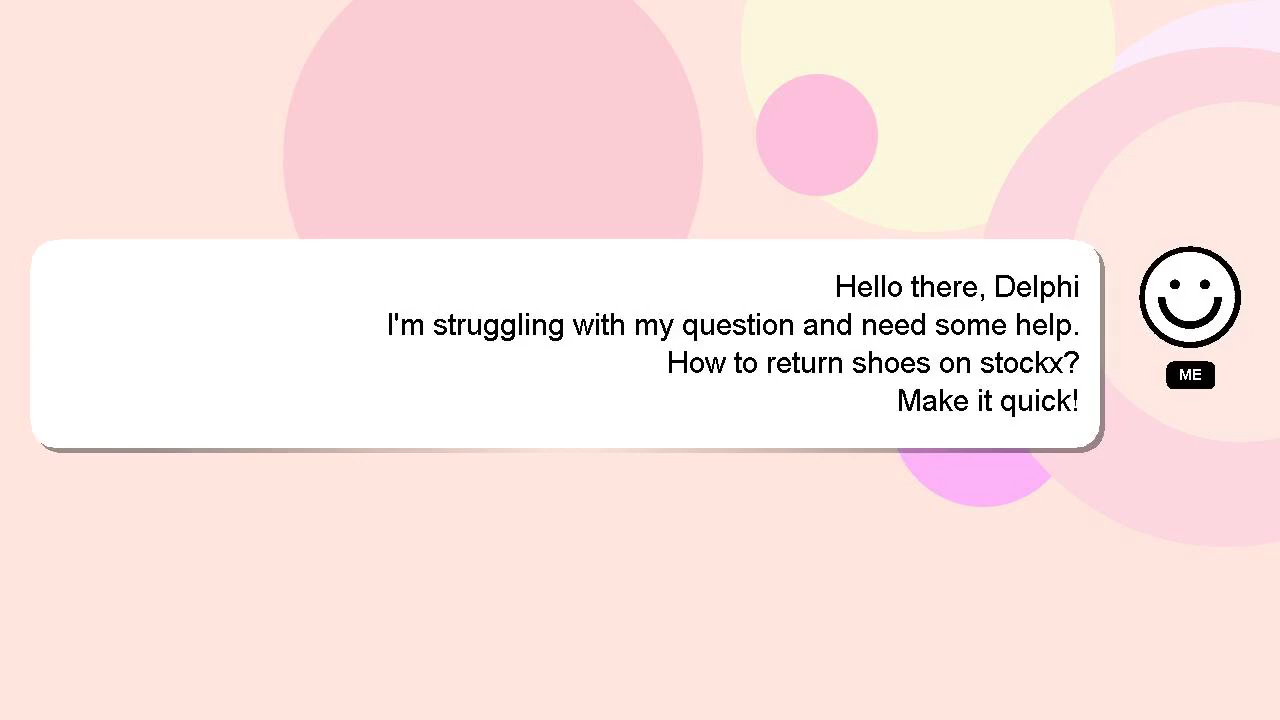 Hello there, Delphi
I'm struggling with my question and need some help.
How to return shoes on stockx?
Make it quick!
ME